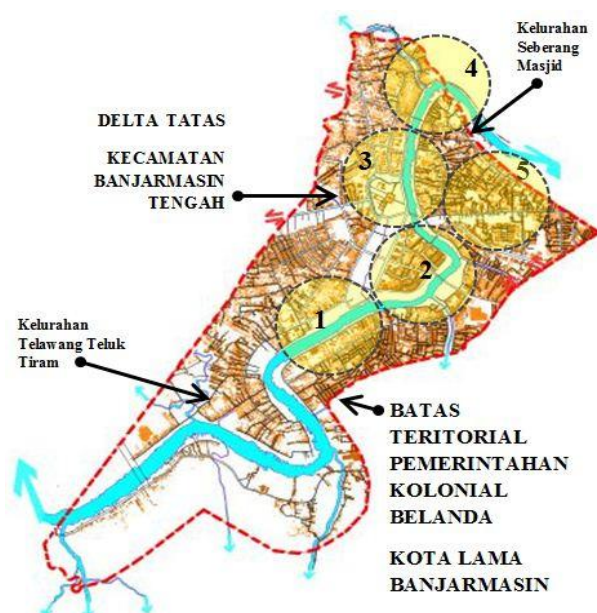 4
Kelurahan
Seberang
Masjid
DELTA TATAS
KECAMATAN
BANJARMASIN
TENGAH
3
5
2
1
Kelurahan
Telawang Teluk
Tiram
BATAS
TERITORIAL
PEMERINTAHAN
KOLONIAL
BELANDA
KOTA LAMA
BANJARMASIN